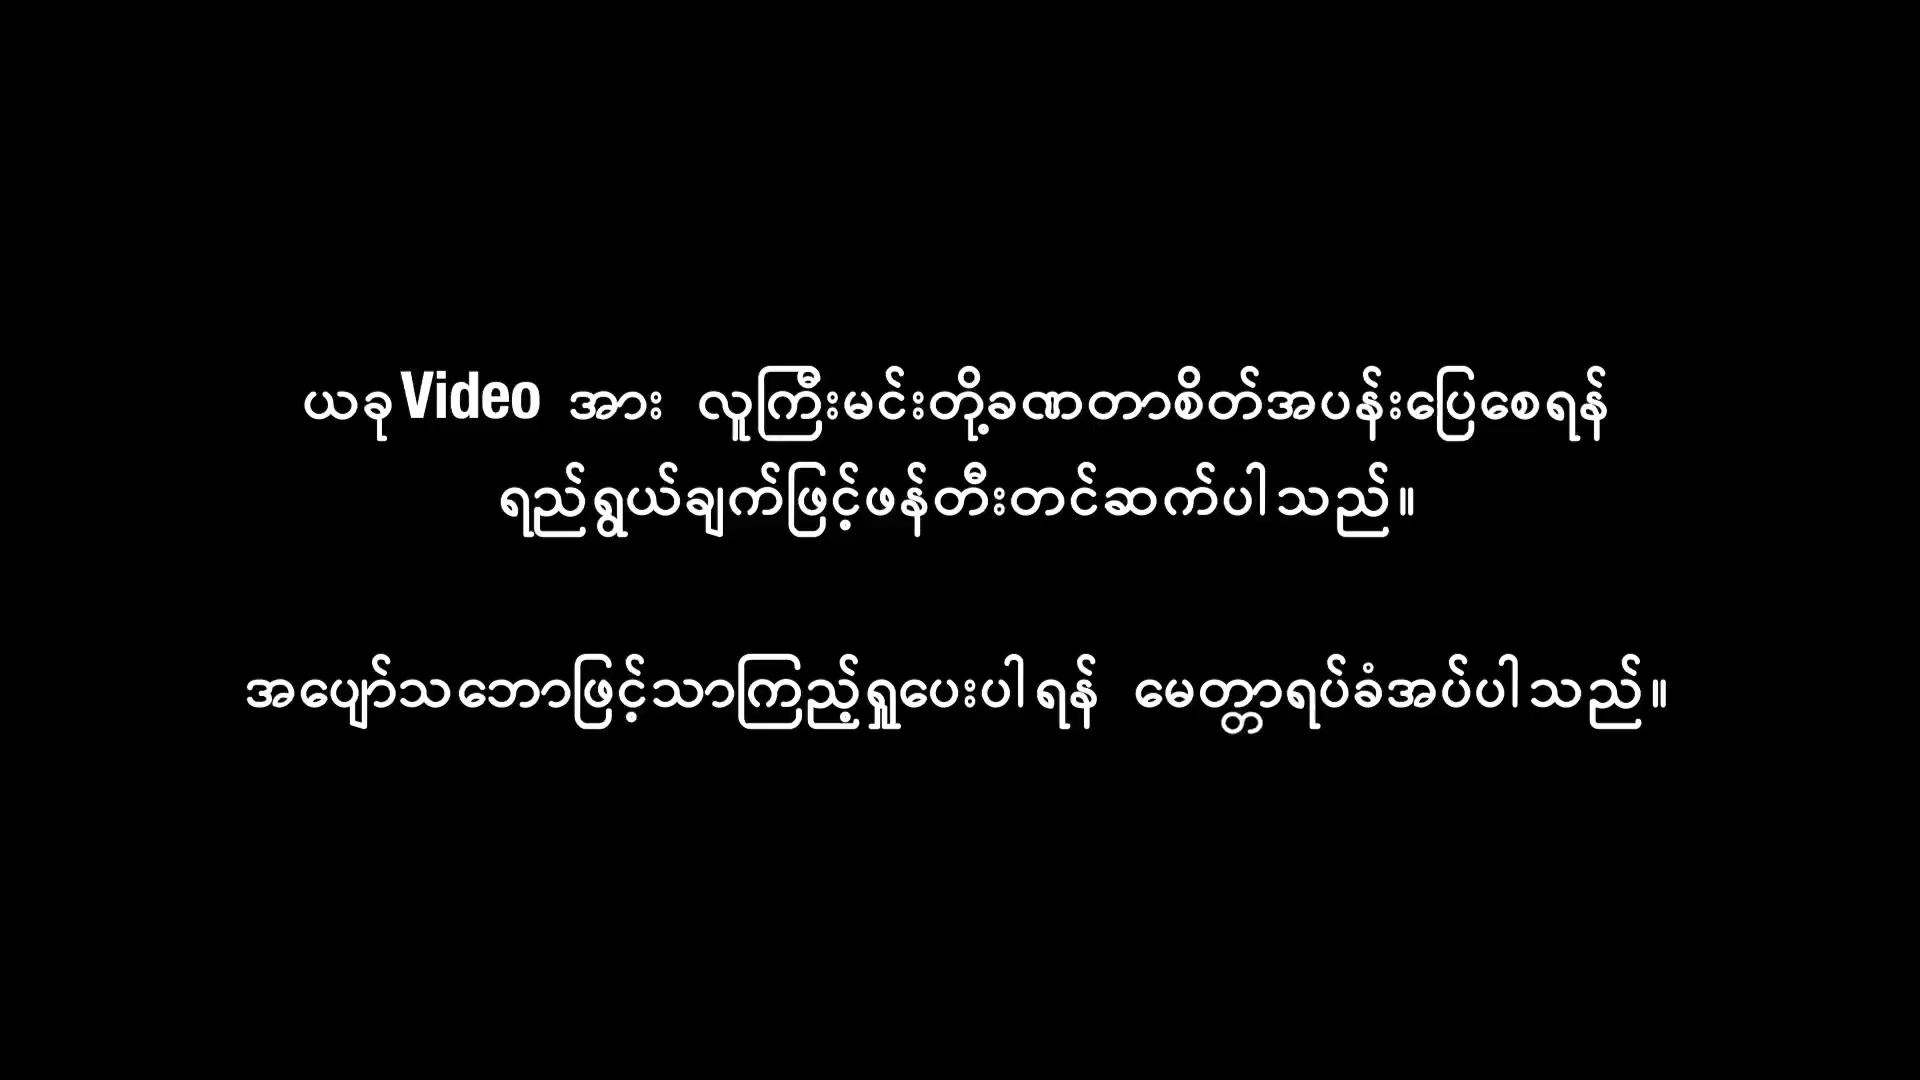 ယခုVideo အား လူကြီးမင်းတို့ခဏတာစိတ်အပန်းပြေစေရန်
ရည်ရွယ်ချက်ဖြင့်ဖန်တီးတင်ဆက်ပါသည်။
အပျော်သဘောဖြင့်သာကြည့်ရှုပေးပါရန် မေတ္တာရပ်ခံအပ်ပါသည်။